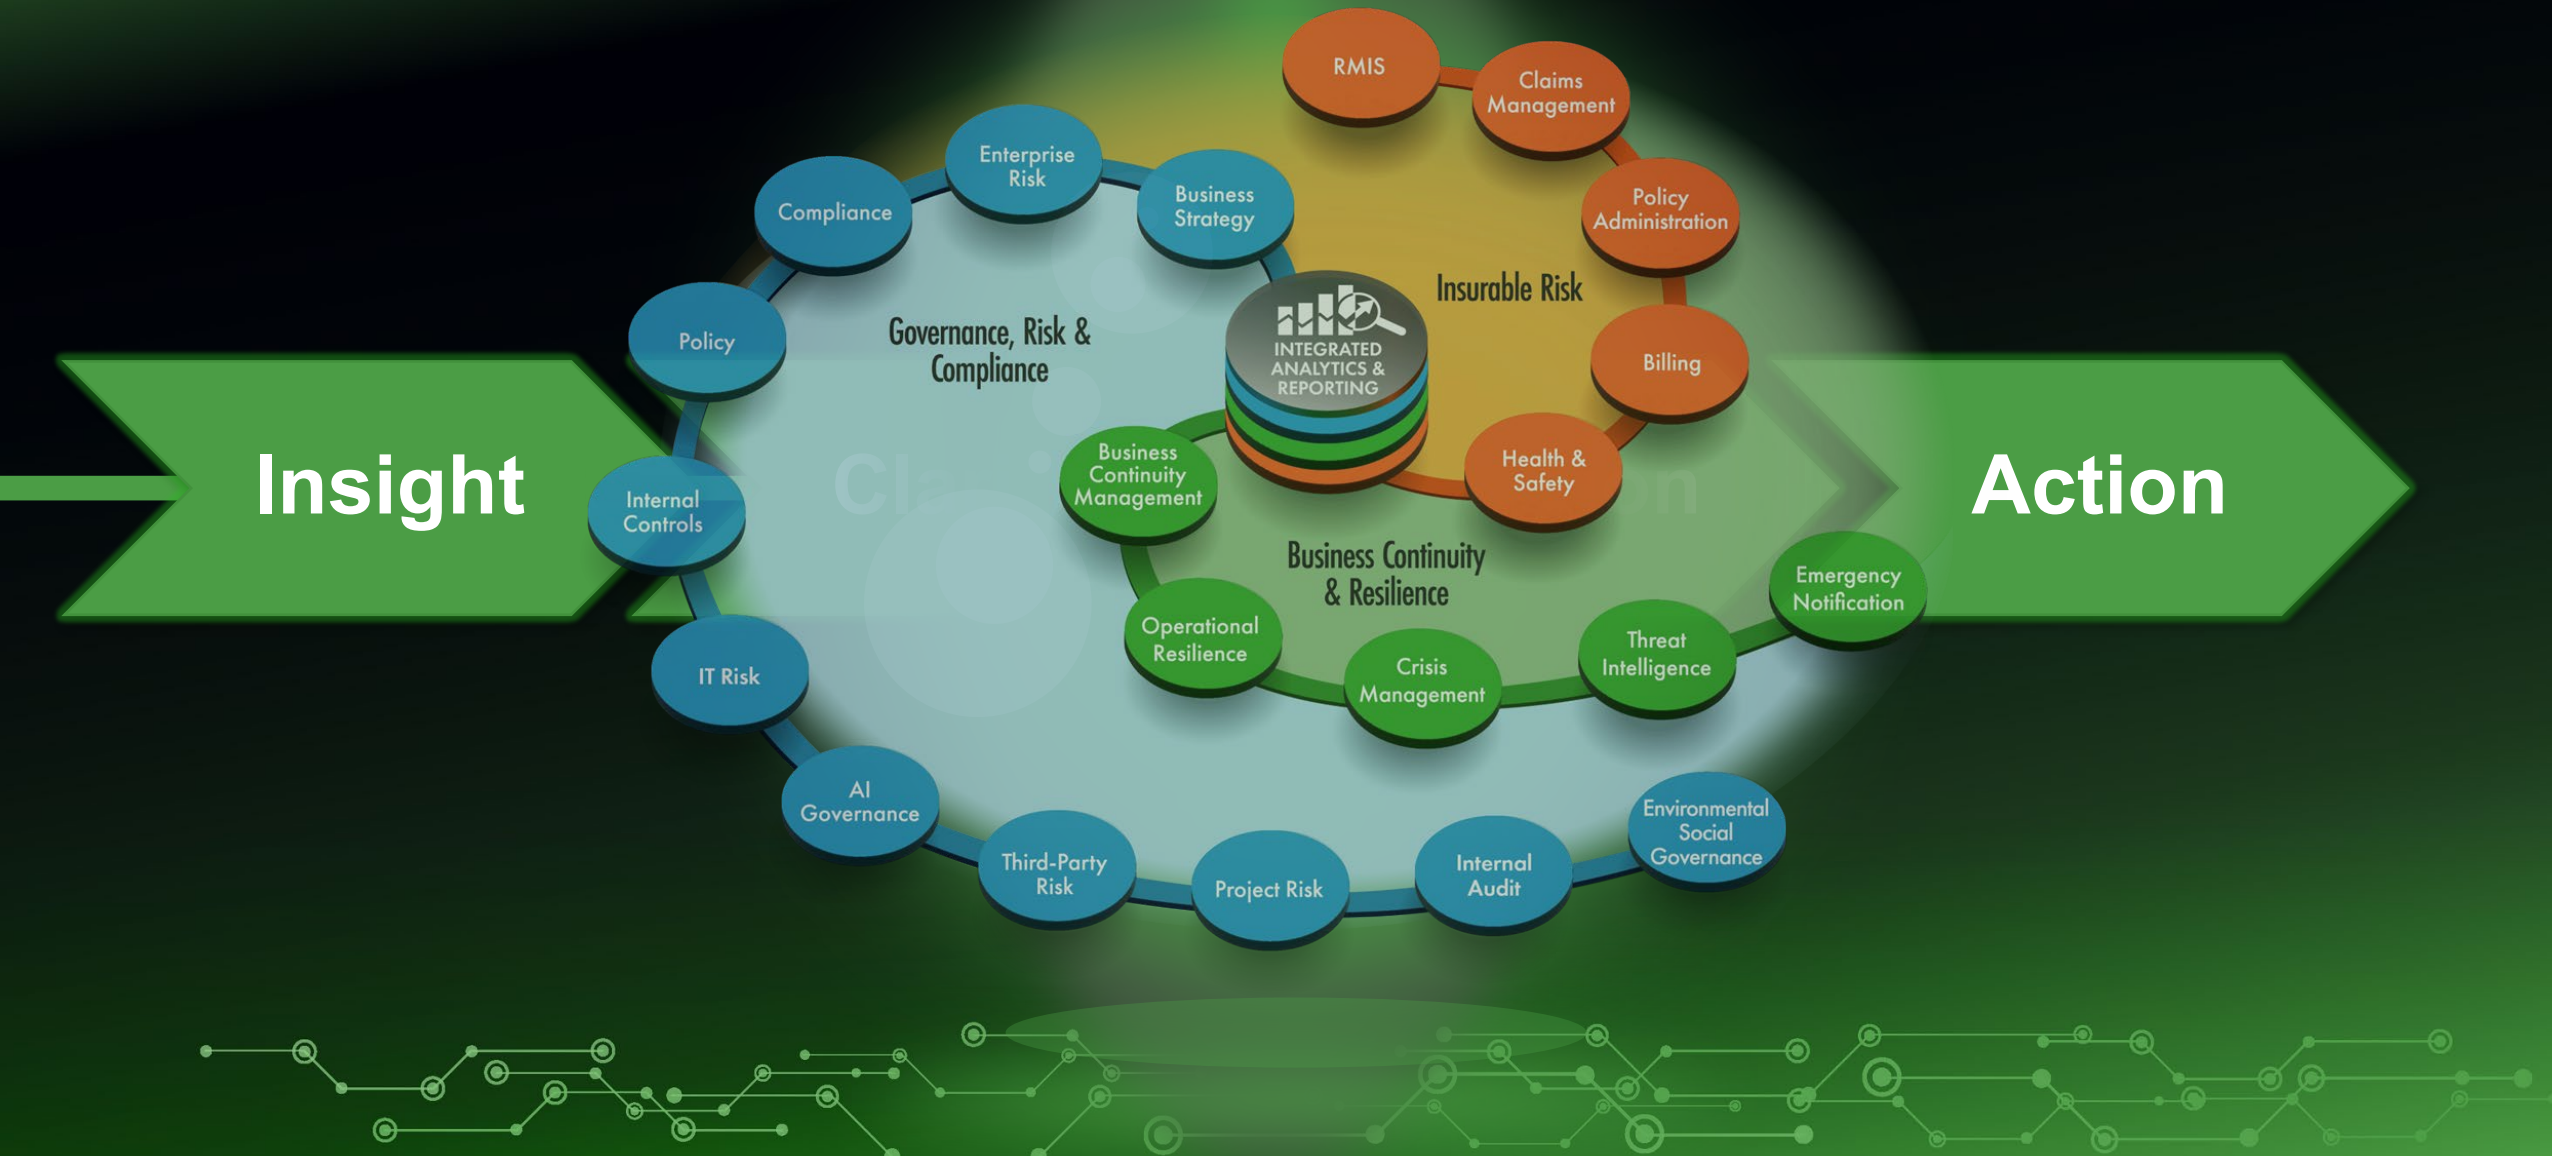 RMIS
Claims
Management
Enterprise
Risk
Business
Strategy
Compliance
Policy
Administration
Insurable Risk
Governance, Risk &
Compliance
Policy
INTEGRATED
ANALYTICS &
REPORTING
Billing
Insight
Internal
Controls
Business
Continuity
Management
Health &
Safety
Action
Business Continuity
& Resilience
Emergency
Notification
Operational
Resilience
Crisis
Management
Threat
Intelligence
IT Risk
AI
Governance
Third-Party
Risk
Project Risk
Internal
Audit
Environmental
Social
Governance